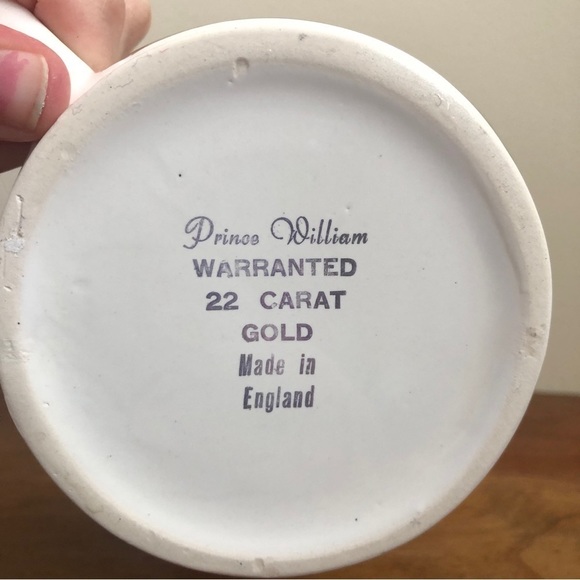 Prince William
WARRANTED
22 CARAT
GOLD
Made in
England